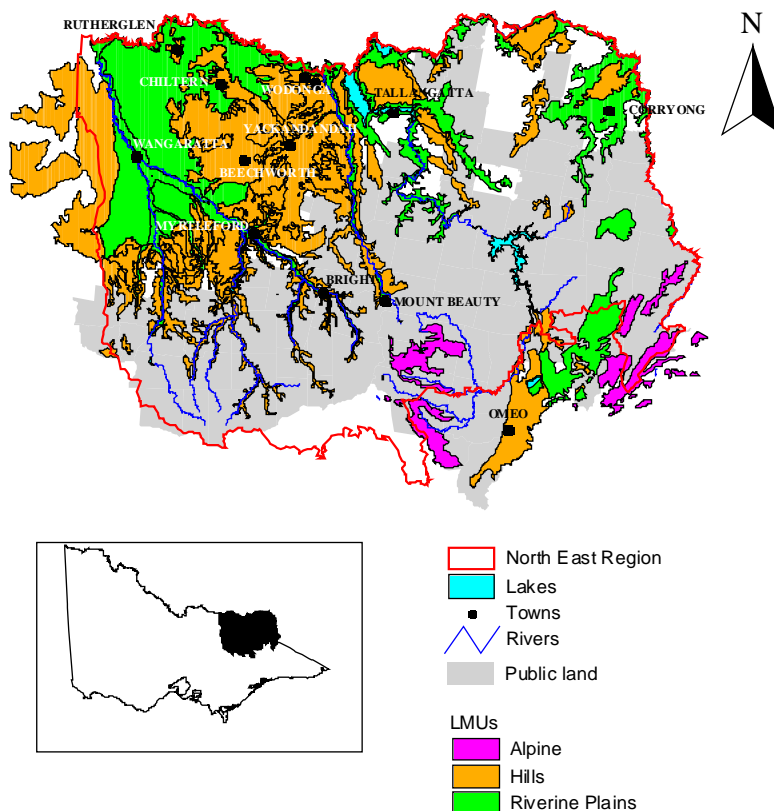 RUTHERGLEN
N
CHILTERN
WODONGA
TALLANGATTA
CORRYONG
YACKANDANDAH
WANGARATTA
BEECHWORTH
MYRTLEFORD
BRIGHT
MOUNT BEAUTY
OMEO
North East Region
Lakes
Towns
Rivers
Public land
LMUs
Alpine
Hills
Riverine Plains